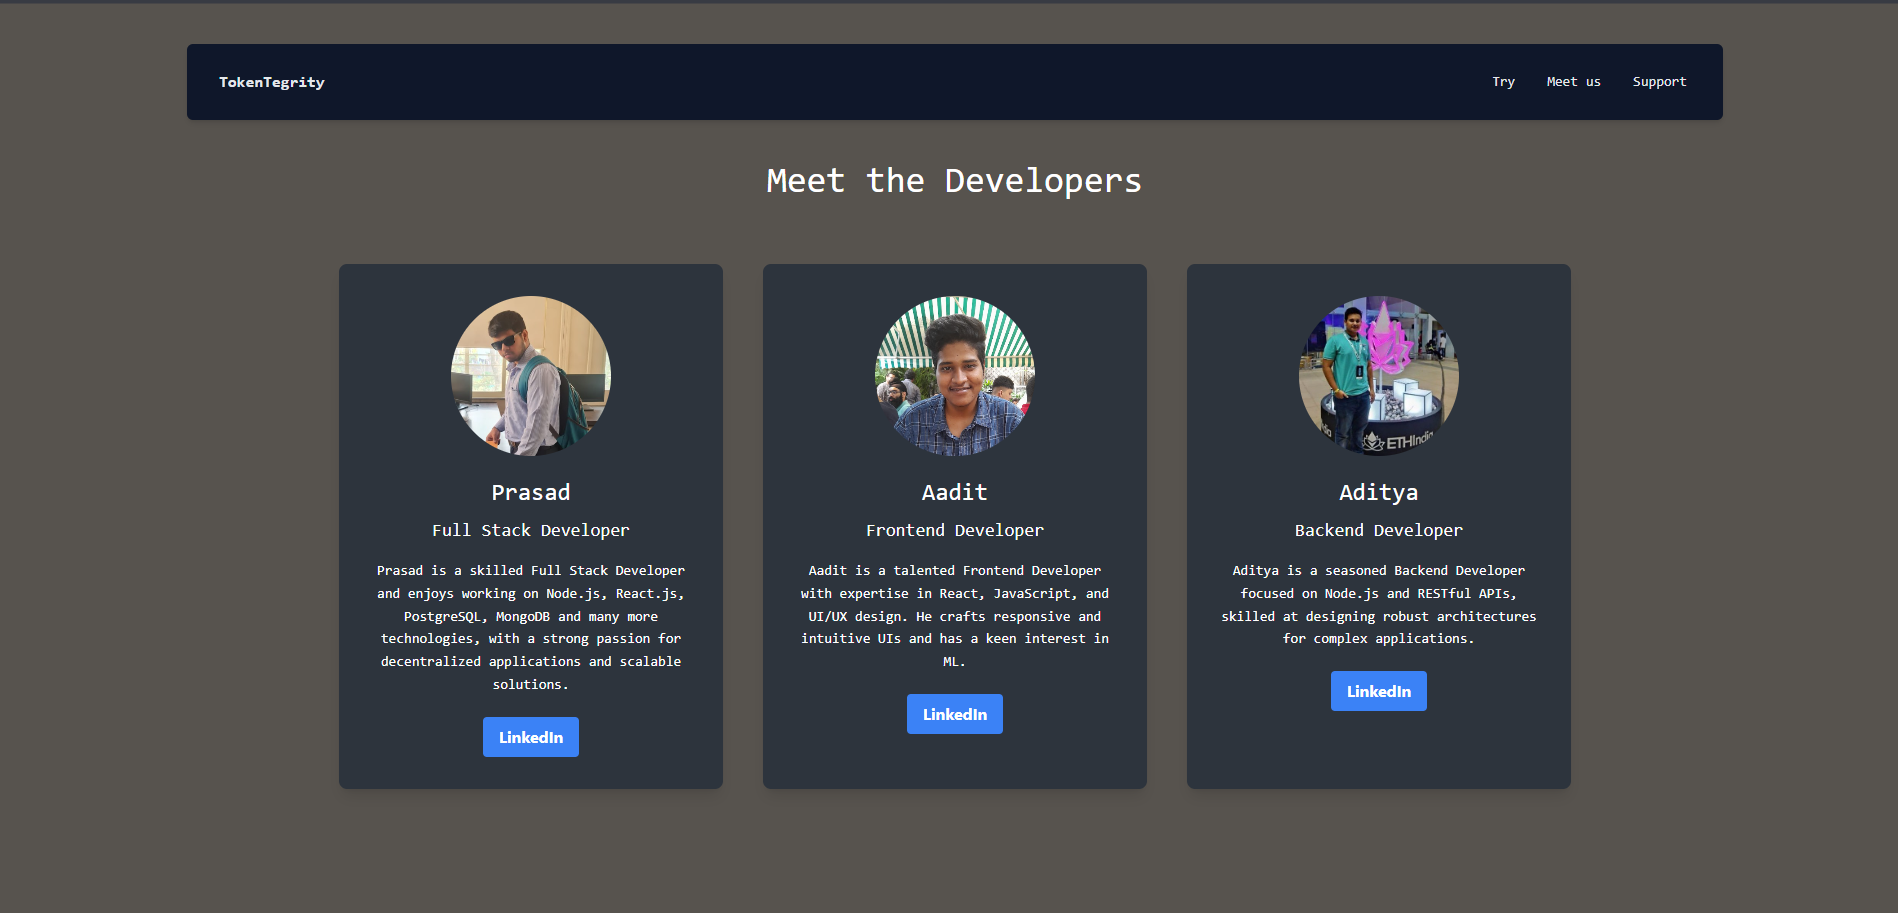 TokenTegrity
Try
Meet us
Support
Meet the Developers
Prasad
Full Stack Developer
Prasad is a skilled Full Stack Developer
and enjoys working on Node.js, React.js,
PostgreSQL, MongoDB and many more
technologies, with a strong passion for
decentralized applications and scalable
solutions.
LinkedIn
Aadit
Frontend Developer
Aadit is a talented Frontend Developer
with expertise in React, JavaScript, and
UI/UX design. He crafts responsive and
intuitive UIs and has a keen interest in
ML.
LinkedIn
ETHIndia
Aditya
Backend Developer
Aditya is a seasoned Backend Developer
focused on Node.js and RESTful APIs,
skilled at designing robust architectures
for complex applications.
LinkedIn